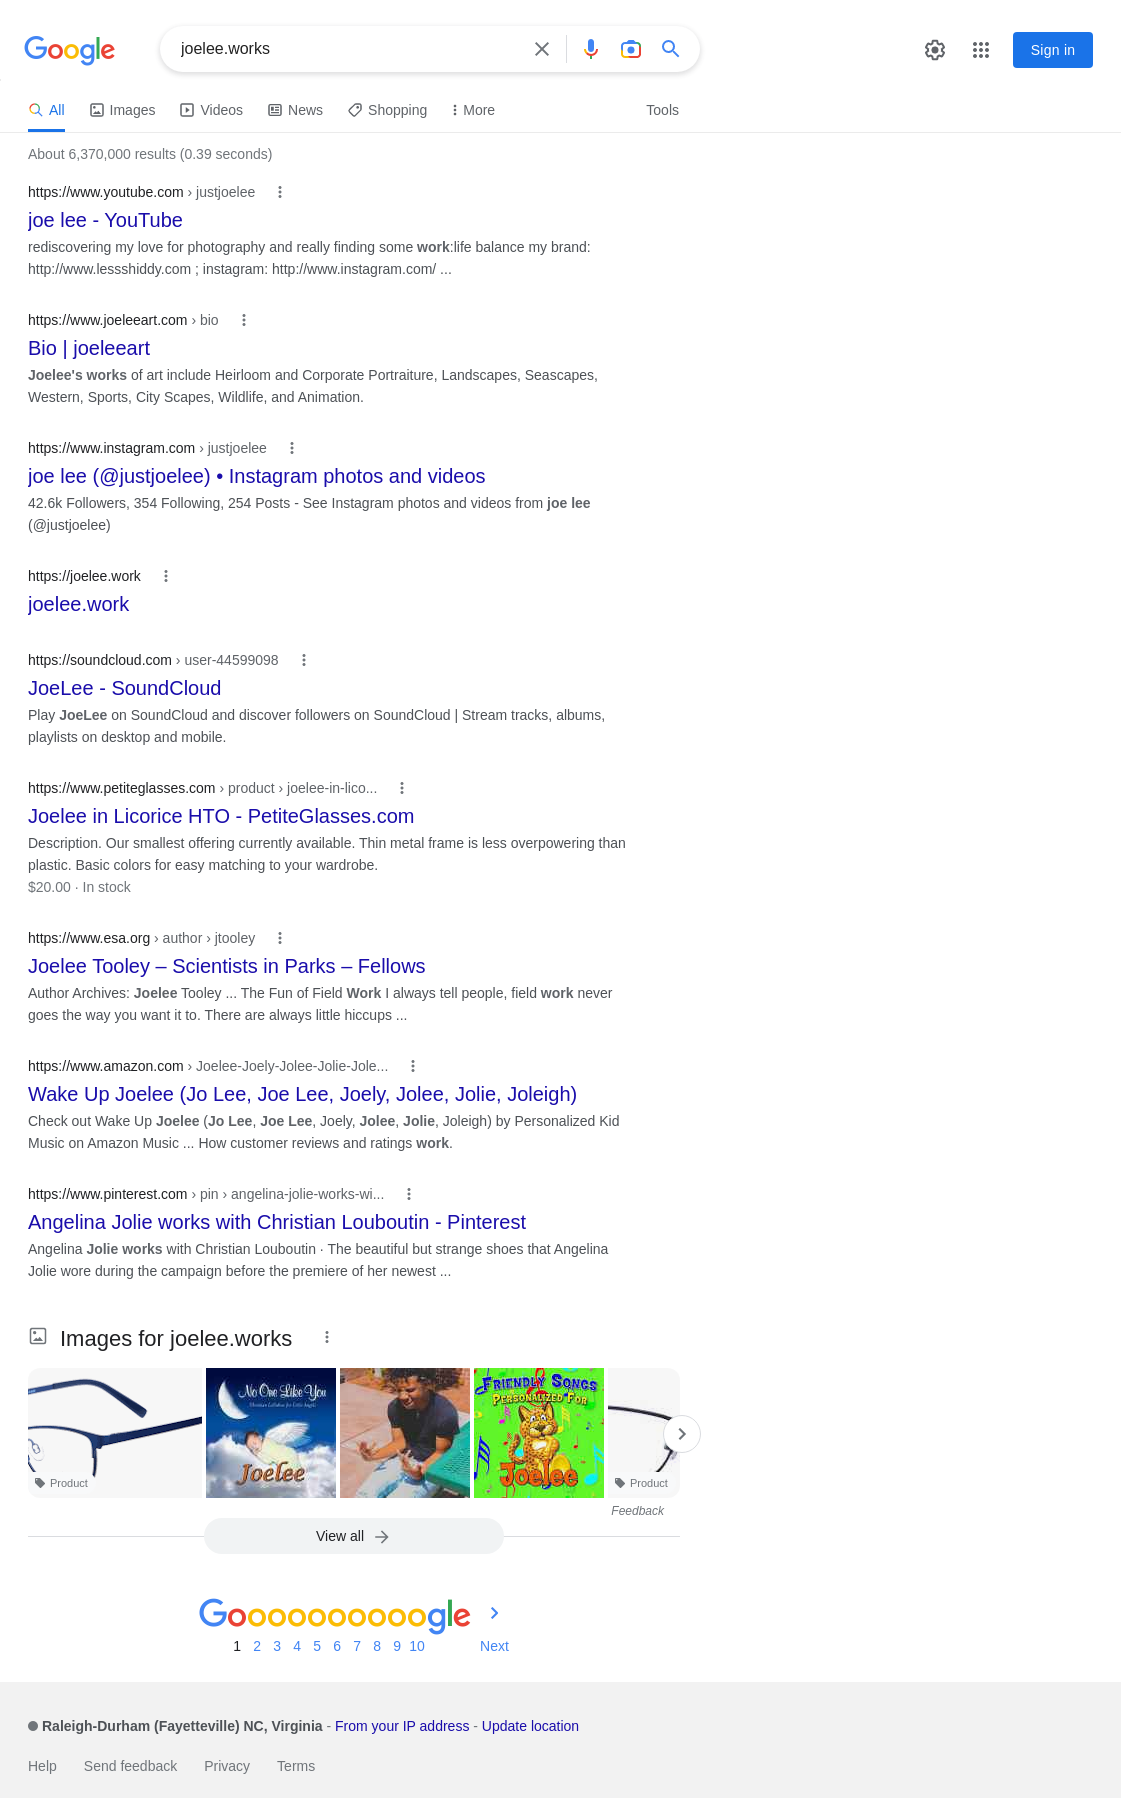 Google
joelee.works
Sign in
All Images Videos News Shopping More Tools
About 6,370,000 results (0.39 seconds)
https://www.youtube.com › justjoelee
joe lee - YouTube
rediscovering my love for photography and really finding some work:life balance my brand:
http://www.lessshiddy.com ; instagram: http://www.instagram.com/ ...
https://www.joeleeart.com › bio
Bio | joeleeart
Joelee's works of art include Heirloom and Corporate Portraiture, Landscapes, Seascapes,
Western, Sports, City Scapes, Wildlife, and Animation.
https://www.instagram.com › justjoelee
joe lee (@justjoelee) • Instagram photos and videos
42.6k Followers, 354 Following, 254 Posts - See Instagram photos and videos from joe lee
(@justjoelee)
https://joelee.work
joelee.work
https://soundcloud.com › user-44599098
JoeLee - SoundCloud
Play JoeLee on SoundCloud and discover followers on SoundCloud | Stream tracks, albums,
playlists on desktop and mobile.
https://www.petiteglasses.com › product › joelee-in-lico...
Joelee in Licorice HTO - PetiteGlasses.com
Description. Our smallest offering currently available. Thin metal frame is less overpowering than
plastic. Basic colors for easy matching to your wardrobe.
$20.00 · In stock
https://www.esa.org › author › jtooley
Joelee Tooley – Scientists in Parks – Fellows
Author Archives: Joelee Tooley ... The Fun of Field Work I always tell people, field work never
goes the way you want it to. There are always little hiccups ...
https://www.amazon.com › Joelee-Joely-Jolee-Jolie-Jole...
Wake Up Joelee (Jo Lee, Joe Lee, Joely, Jolee, Jolie, Joleigh)
Check out Wake Up Joelee (Jo Lee, Joe Lee, Joely, Jolee, Jolie, Joleigh) by Personalized Kid
Music on Amazon Music ... How customer reviews and ratings work.
https://www.pinterest.com › pin › angelina-jolie-works-wi...
Angelina Jolie works with Christian Louboutin - Pinterest
Angelina Jolie works with Christian Louboutin · The beautiful but strange shoes that Angelina
Jolie wore during the campaign before the premiere of her newest ...
Images for joelee.works
No One Like You
Joelee
FRIENDLY SONGS
PERSONALIZED FOR
Joelee
Product
Product
Feedback
View all
Goooooooooogle
1 2 3 4 5 6 7 8 9 10 Next
Raleigh-Durham (Fayetteville) NC, Virginia - From your IP address - Update location
Help Send feedback Privacy Terms